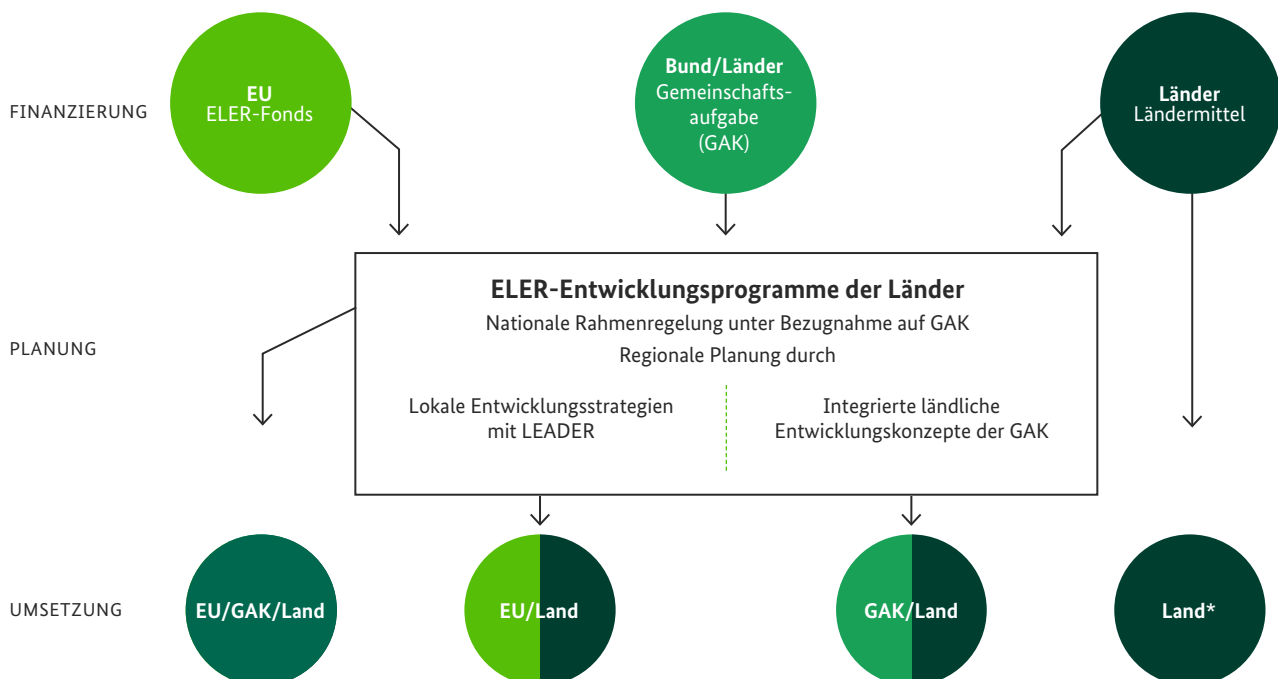 FINANZIERUNG
EU
ELER-Fonds
Bund/Länder
Gemeinschafts-
aufgabe
(GAK)
Länder
Ländermittel
PLANUNG
ELER-Entwicklungsprogramme der Länder
Nationale Rahmenregelung unter Bezugnahme auf GAK
Regionale Planung durch
Lokale Entwicklungsstrategien
mit LEADER
Integrierte ländliche
Entwicklungskonzepte der GAK
UMSETZUNG
EU/GAK/Land
EU/Land
GAK/Land
Land*